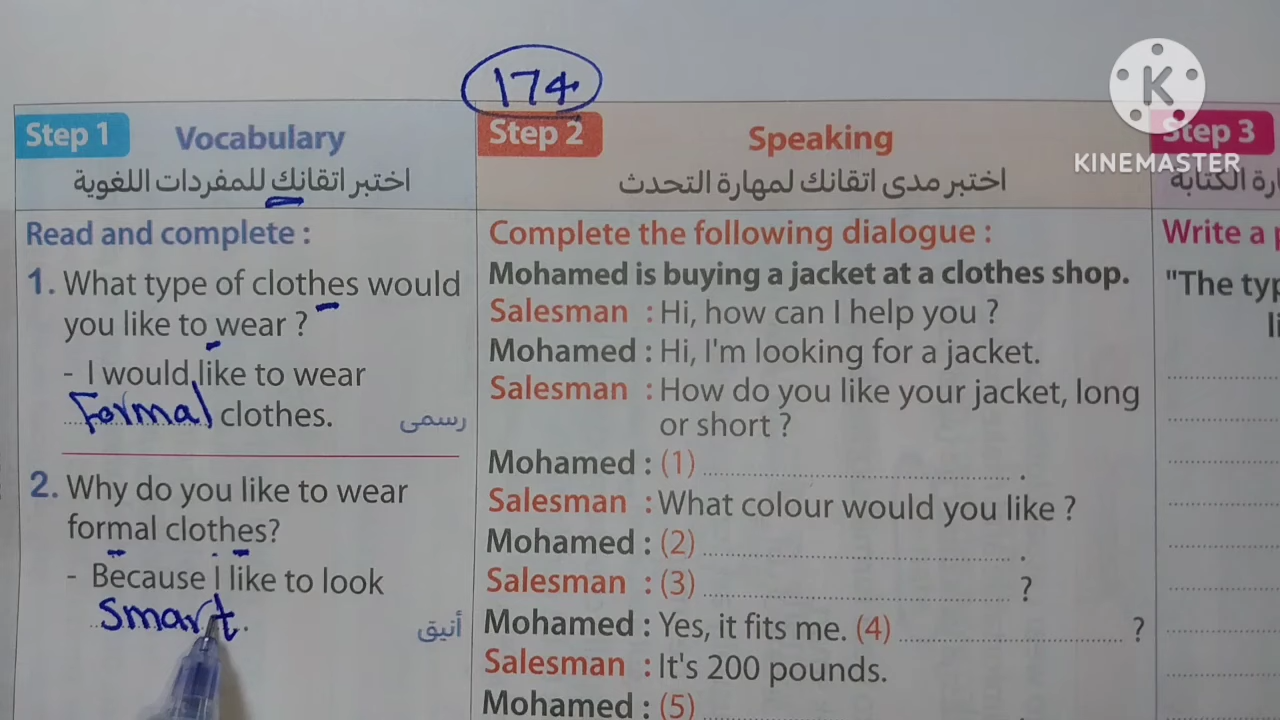 174
K
KINEMASTER
Step 1 Vocabulary
اختبر اتقانك للمفردات اللغوية
Read and complete :
1. What type of clothes would
you like to wear ?
- I would like to wear
Formal clothes. رسمى
2. Why do you like to wear
formal clothes?
- Because i like to look
Smart. أنيق
Step 2 Speaking
اختبر مدى اتقانك لمهارة التحدث
Complete the following dialogue :
Mohamed is buying a jacket at a clothes shop.
Salesman : Hi, how can I help you ?
Mohamed : Hi, I'm looking for a jacket.
Salesman : How do you like your jacket, long
or short ?
Mohamed : (1) .
Salesman : What colour would you like ?
Mohamed : (2) .
Salesman : (3) ?
Mohamed : Yes, it fits me. (4) ?
Salesman : It's 200 pounds.
Mohamed : (5)
Step 3
الكتابة
Write a
"The